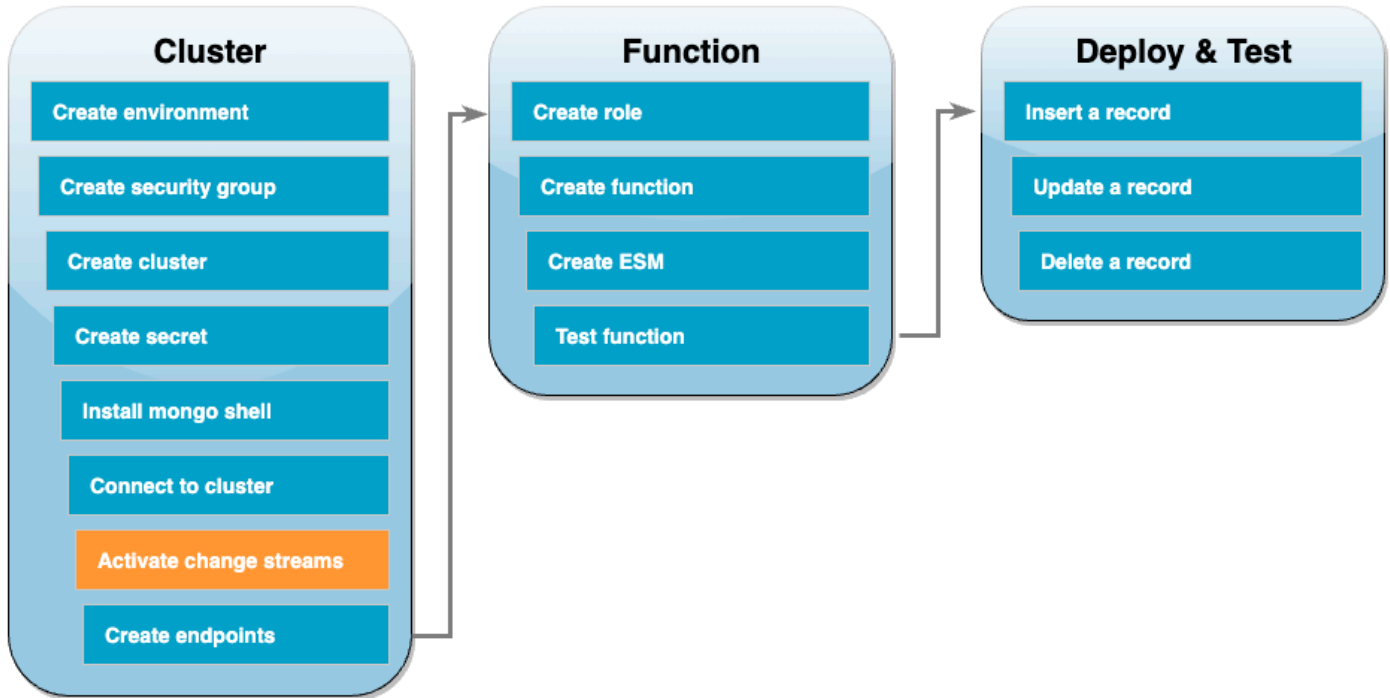 Cluster
Create environment
Create security group
Create cluster
Create secret
Install mongo shell
Connect to cluster
Activate change streams
Create endpoints
Function
Create role
Create function
Create ESM
Test function
Deploy & Test
Insert a record
Update a record
Delete a record